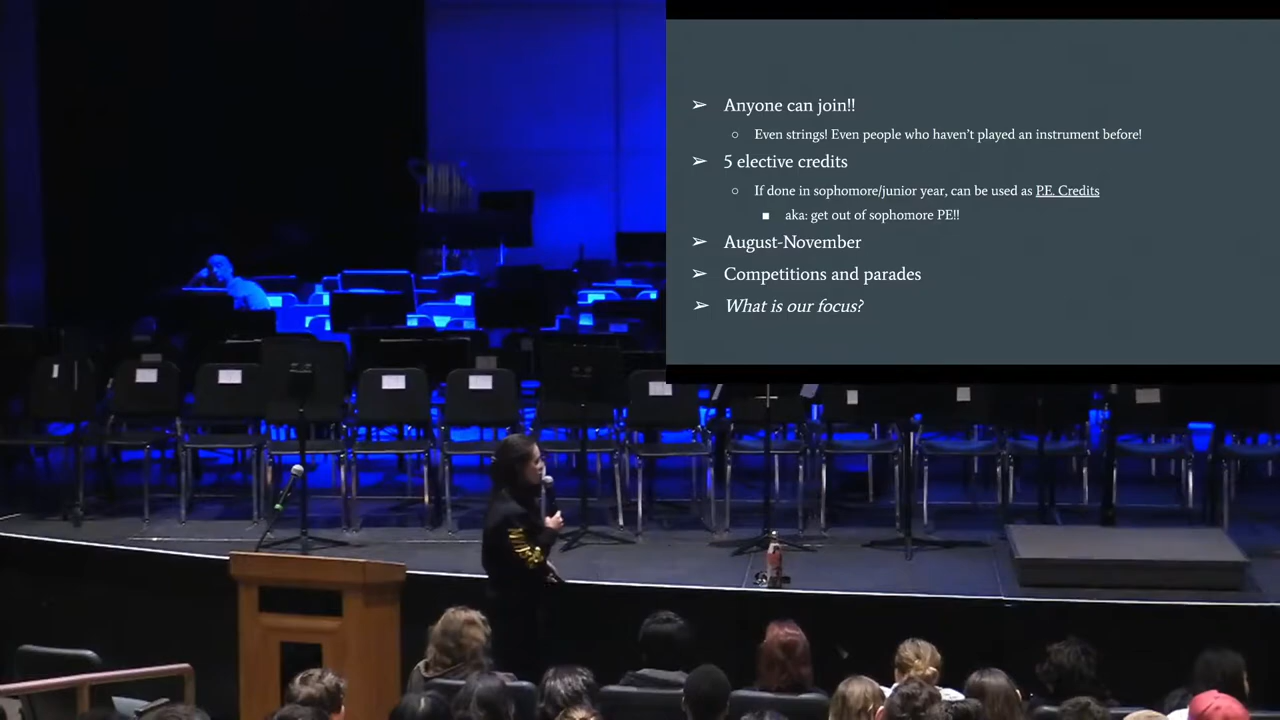 Anyone can join!!
Even strings! Even people who haven't played an instrument before!
5 elective credits
If done in sophomore/junior year, can be used as P.E. Credits
aka: get out of sophomore PE!!
August-November
Competitions and parades
What is our focus?